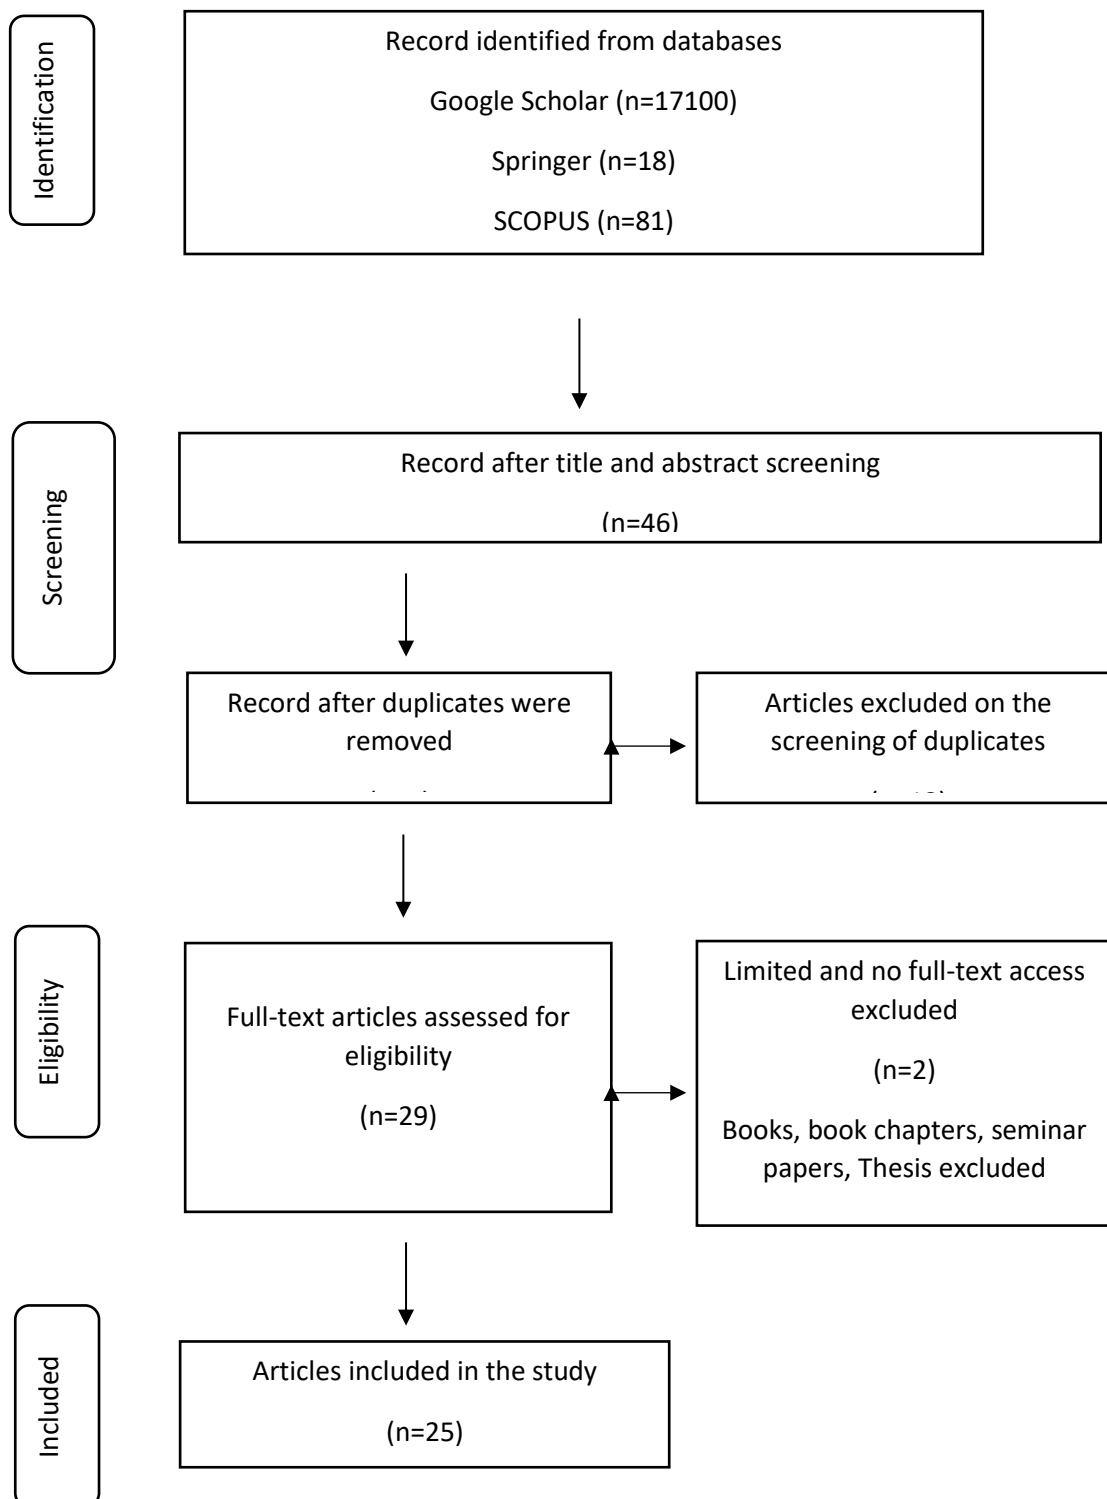 Identification
Record identified from databases
Google Scholar (n=17100)
Springer (n=18)
SCOPUS (n=81)
Screening
Record after title and abstract screening
(n=46)
Record after duplicates were
removed
Articles excluded on the
screening of duplicates
Eligibility
Full-text articles assessed for
eligibility
(n=29)
Limited and no full-text access
excluded
(n=2)
Books, book chapters, seminar
papers, Thesis excluded
Included
Articles included in the study
(n=25)